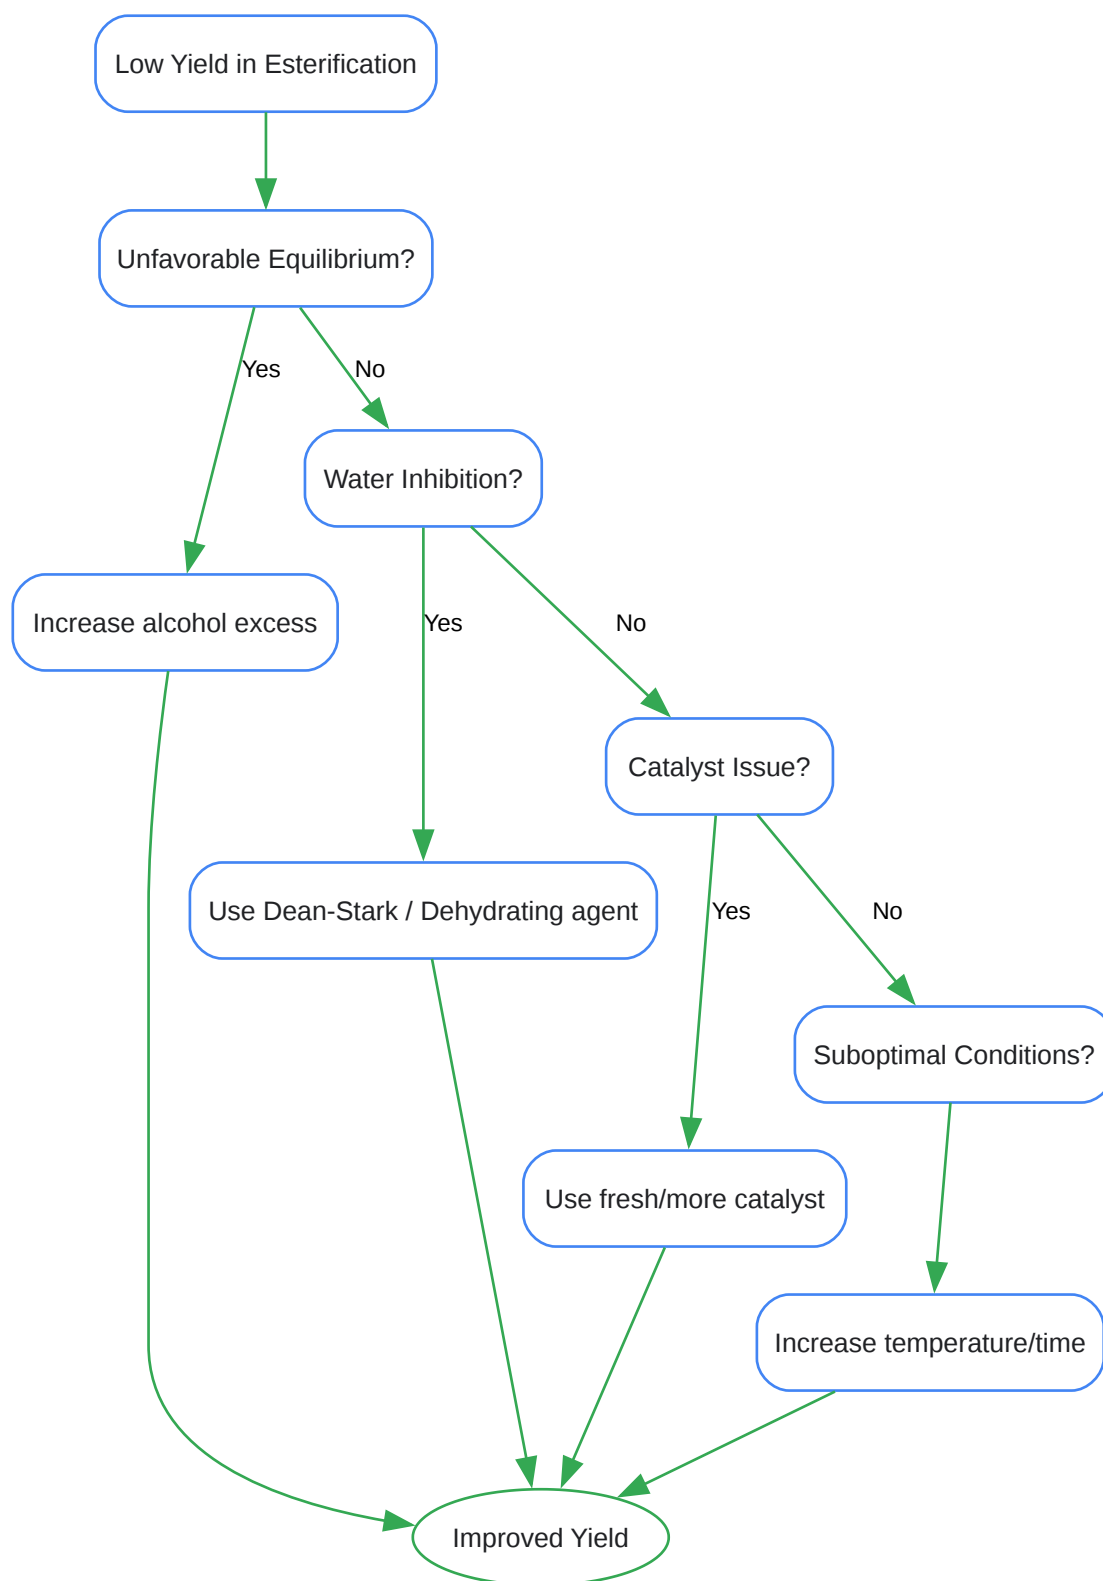 Low Yield in Esterification
Unfavorable Equilibrium?
Yes
No
Water Inhibition?
Increase alcohol excess
Yes
No
Catalyst Issue?
Use Dean-Stark / Dehydrating agent
Yes
No
Suboptimal Conditions?
Use fresh/more catalyst
Increase temperature/time
Improved Yield